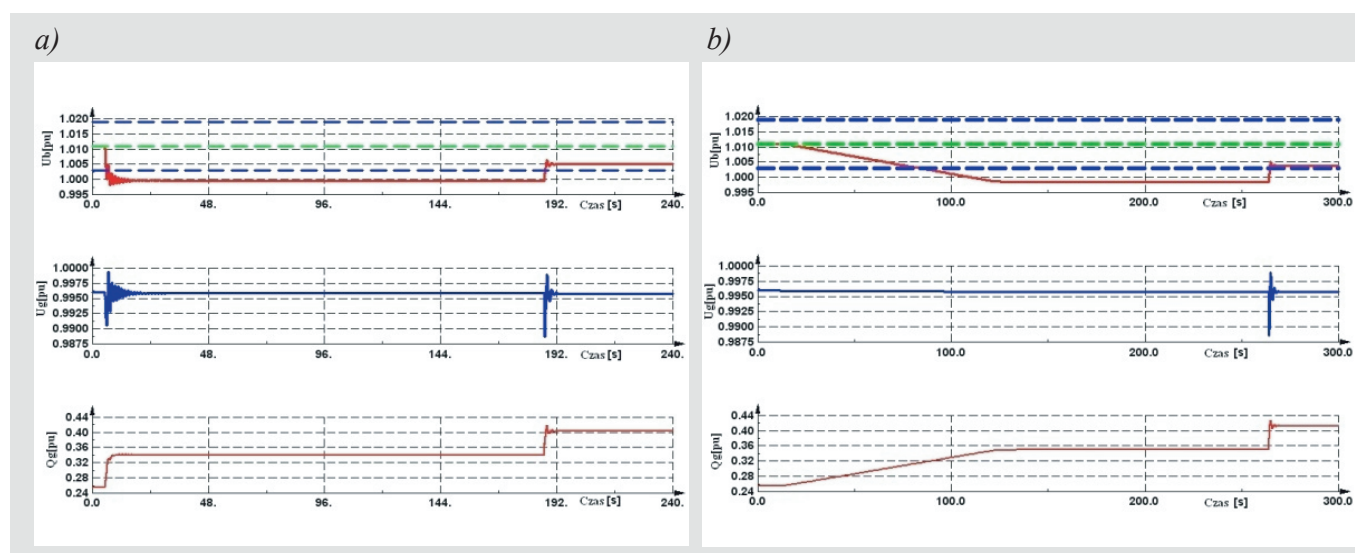 a)
Ub[pu]
1.020
1.015
1.010
1.005
1.000
0.995
0.0 48. 96. 144. 192. 240.
Czas [s]
Ug[pu]
1.0000
0.9975
0.9950
0.9925
0.9900
0.9875
0.0 48. 96. 144. 192. 240.
Czas [s]
Qg[pu]
0.44
0.40
0.36
0.32
0.28
0.24
0.0 48. 96. 144. 192. 240.
Czas [s]
b)
Ub[pu]
1.020
1.015
1.010
1.005
1.000
0.995
0.0 100.0 200.0 300.0
Czas [s]
Ug[pu]
1.0000
0.9975
0.9950
0.9925
0.9900
0.9875
0.0 100.0 200.0 300.0
Czas [s]
Qg[pu]
0.44
0.40
0.36
0.32
0.28
0.24
0.0 100.0 200.0 300.0
Czas [s]